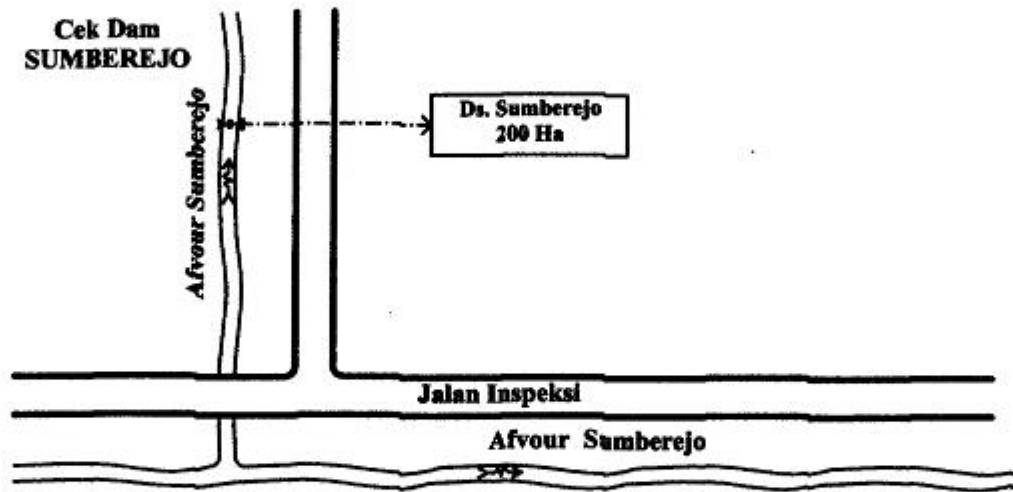 Cek Dam
SUMBEREJO
Afvour Sumberejo
Ds. Sumberejo
200 Ha
Jalan Inspeksi
Afvour Sumberejo